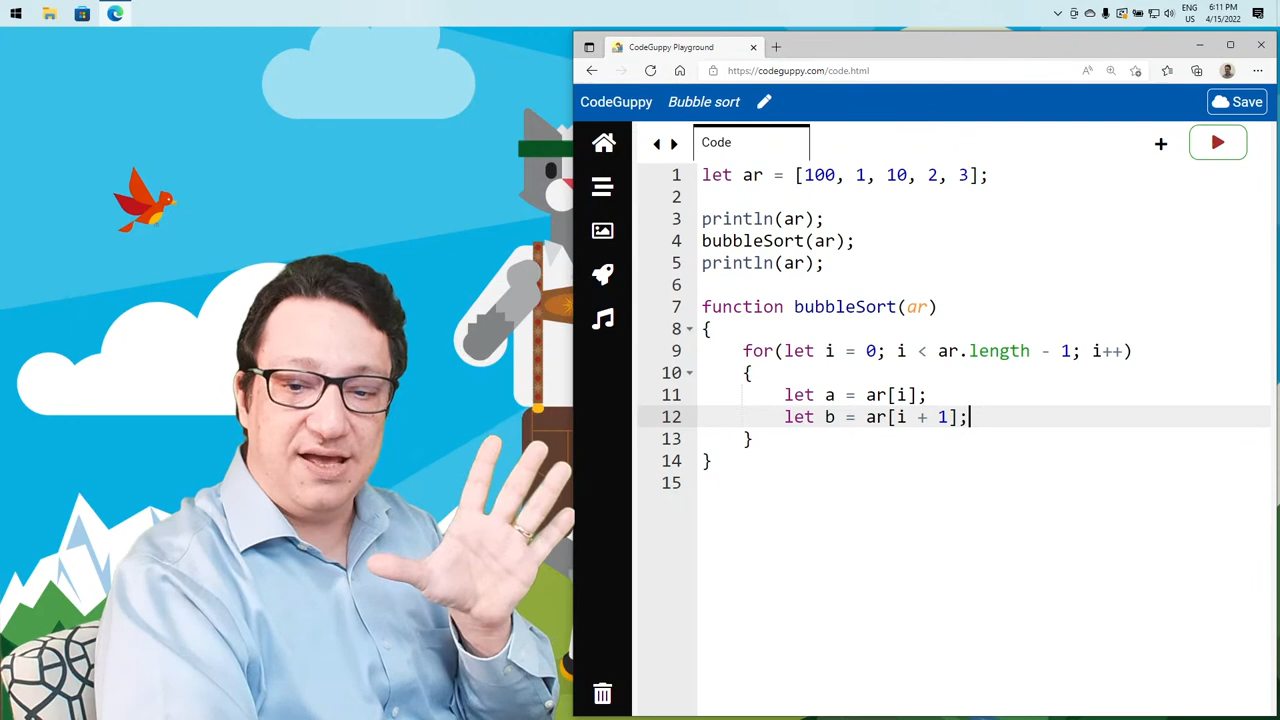 ENG
US
6:11 PM
4/15/2022
CodeGuppy Playground
https://codeguppy.com/code.html
CodeGuppy Bubble sort Save
Code
1 let ar = [100, 1, 10, 2, 3];
2
3 println(ar);
4 bubbleSort(ar);
5 println(ar);
6
7 function bubbleSort(ar)
8 {
9 for(let i = 0; i < ar.length - 1; i++)
10 {
11 let a = ar[i];
12 let b = ar[i + 1];
13 }
14 }
15